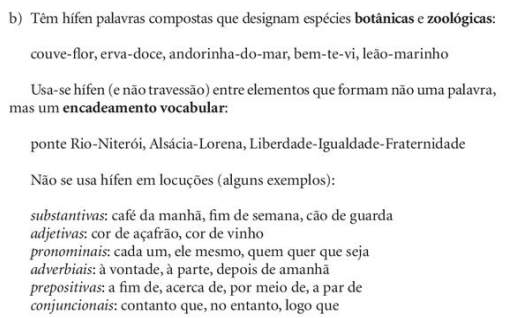 b) Têm hífen palavras compostas que designam espécies botânicas e zoológicas:
couve-flor, erva-doce, andorinha-do-mar, bem-te-vi, leão-marinho
Usa-se hífen (e não travessão) entre elementos que formam não uma palavra,
mas um encadeamento vocabular:
ponte Rio-Niterói, Alsácia-Lorena, Liberdade-Igualdade-Fraternidade
Não se usa hífen em locuções (alguns exemplos):
substantivas: café da manhã, fim de semana, cão de guarda
adjetivas: cor de açafrão, cor de vinho
pronominais: cada um, ele mesmo, quem quer que seja
adverbiais: à vontade, à parte, depois de amanhã
prepositivas: a fim de, acerca de, por meio de, a par de
conjuncionais: contanto que, no entanto, logo que